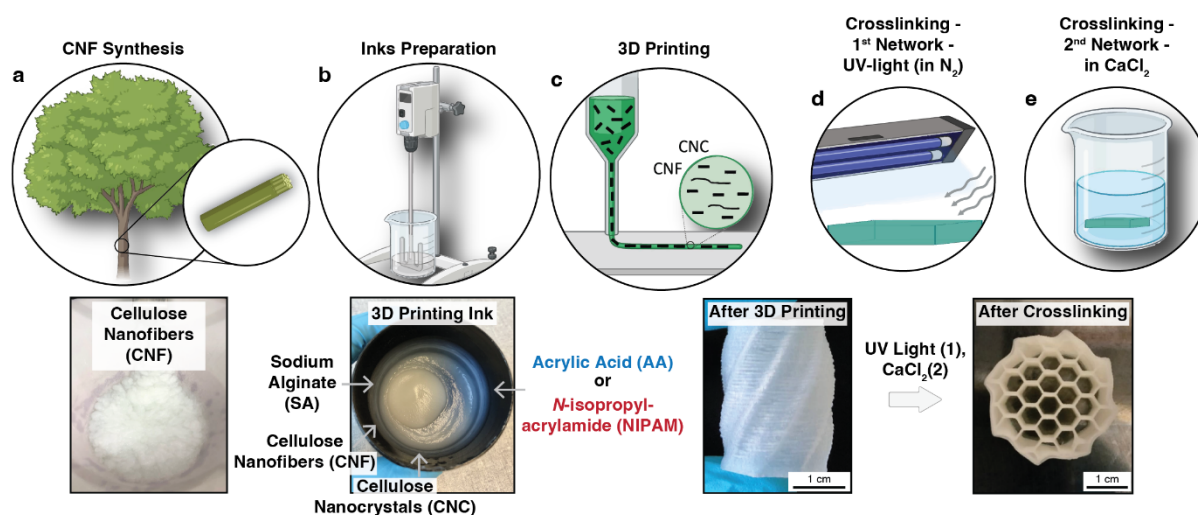 CNF Synthesis
Inks Preparation
3D Printing
Crosslinking -
1st Network -
UV-light (in N2)
Crosslinking -
2nd Network -
in CaCl2
a
b
c
d
e
CNC
CNF
Cellulose
Nanofibers
(CNF)
3D Printing Ink
Sodium
Alginate
(SA)
Cellulose
Nanofibers (CNF)
Cellulose
Nanocrystals (CNC)
Acrylic Acid (AA)
or
N-isopropyl-
acrylamide (NIPAM)
After 3D Printing
1 cm
UV Light (1),
CaCl2(2)
After Crosslinking
1 cm